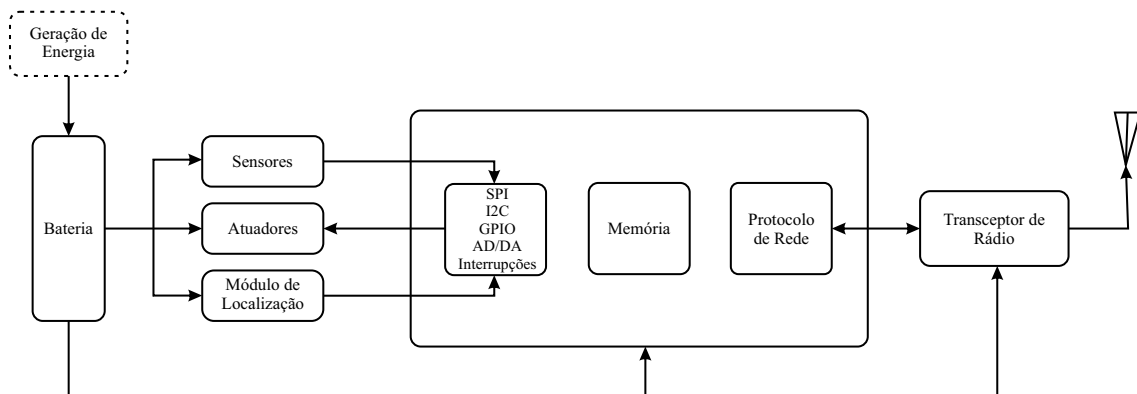 Geração de
Energia
Bateria
Sensores
Atuadores
Módulo de
Localização
SPI
I2C
GPIO
AD/DA
Interrupções
Memória
Protocolo
de Rede
Transceptor de
Rádio